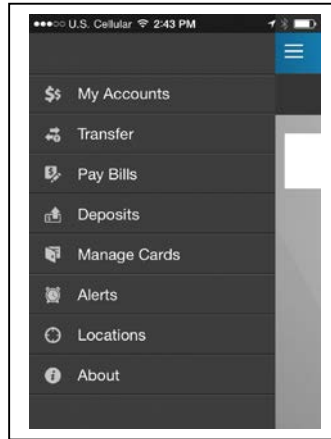 U.S. Cellular 2:43 PM
$s My Accounts
Transfer
Pay Bills
Deposits
Manage Cards
Alerts
Locations
About